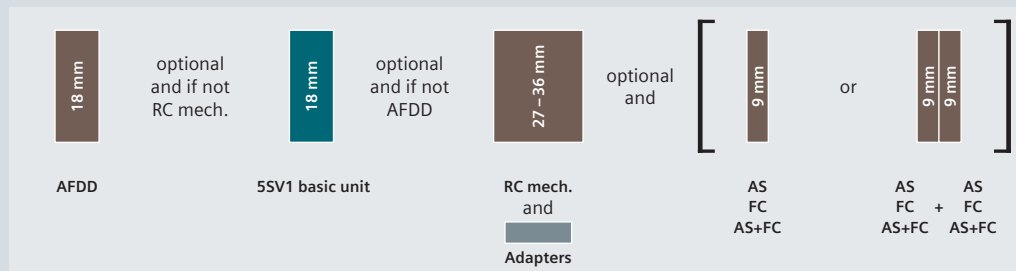 18 mm
optional
and if not
RC mech.
18 mm
optional
and if not
AFDD
27 – 36 mm
optional
and
9 mm
or
9 mm
9 mm
AFDD
5SV1 basic unit
RC mech.
and
Adapters
AS
FC
AS+FC
AS AS
FC + FC
AS+FC AS+FC